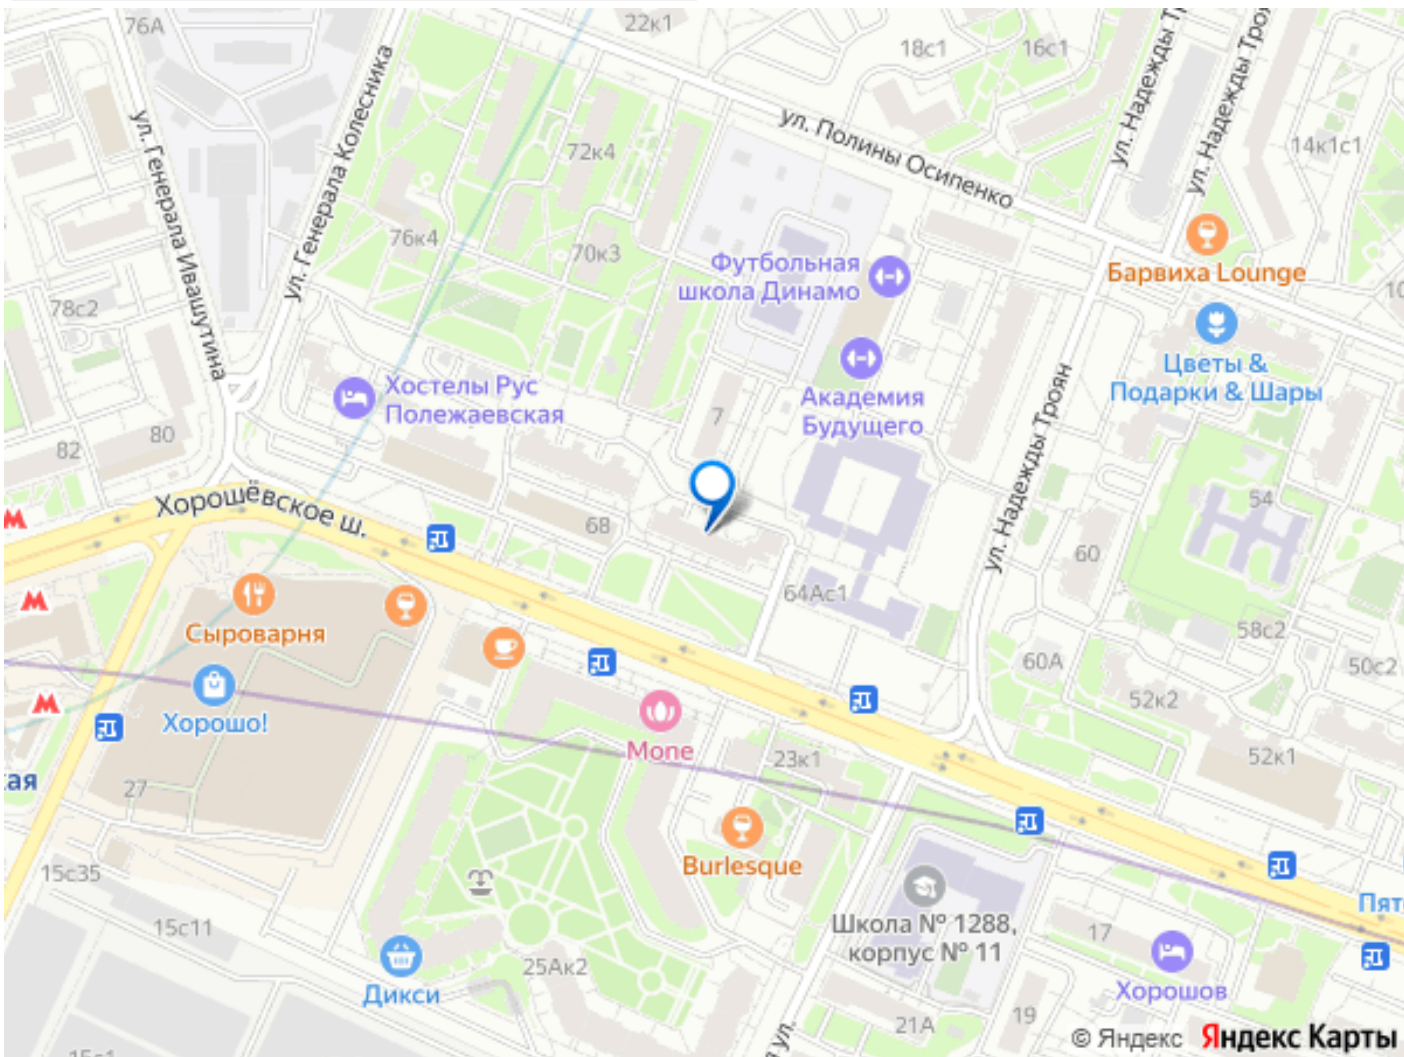 76А
22к1
18с1
16с1
ул. Надежды Т
ул. Надежды Троя
ул. Генерала Ивашутина
ул. Генерала Колесника
72к4
ул. Полины Осипенко
14к1с1
76к4
70к3
Футбольная
школа Динамо
Барвиха Lounge
10
78с2
Цветы &
Подарки & Шары
Хостелы Рус
Полежаевская
7
Академия
Будущего
ул. Надежды Троян
80
82
Хорошёвское ш.
68
54
60
64Ас1
Сыроварня
58с2
60А
50с2
52к2
Хорошо!
Mone
23к1
52к1
ая
27
Burlesque
15с35
15с11
Школа № 1288,
корпус № 11
17
Пят
25Ак2
Дикси
Хорошов
21А
19
я ул.
15с1
© Яндекс Яндекс Карты